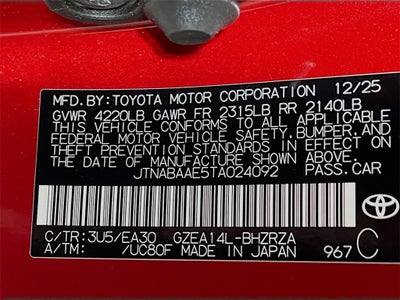 MFD.BY:TOYOTA MOTOR CORPORATION 12/25
GVWR 4220LB GAWR FR 2315LB RR 2140LB
THIS VEHICLE CONFORMS TO ALL APPLICABLE
FEDERAL MOTOR VEHICLE SAFETY,BUMPER,AND
THEFT PREVENTION STANDARDS IN EFFECT ON
THE DATE OF MANUFACTURE SHOWN ABOVE.
JTNABAAE5TA024092 PASS.CAR
C/TR:3U5/EA30 GZEA14L-BHZRZA
A/TM: /UC80F MADE IN JAPAN 967 C
TOYOTA